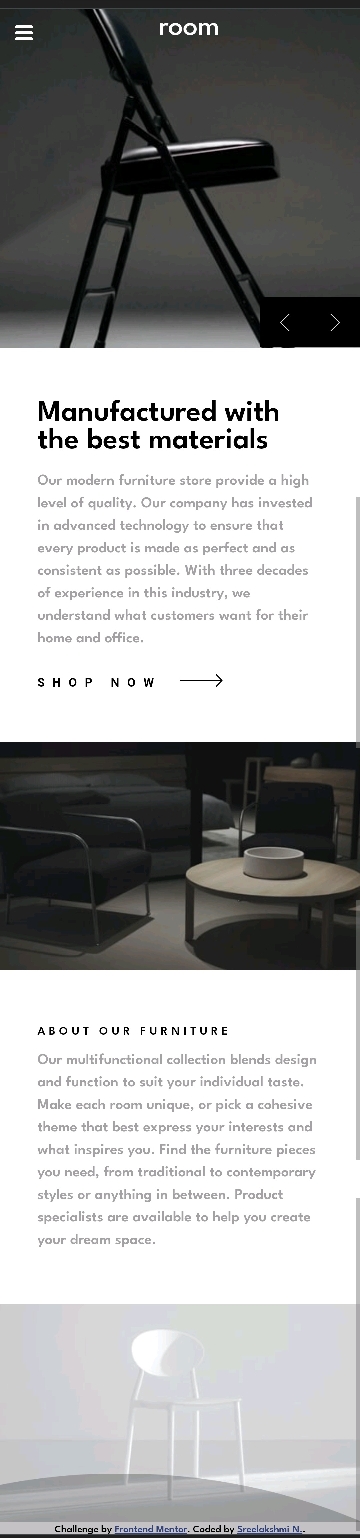 room
Manufactured with
the best materials
Our modern furniture store provide a high
level of quality. Our company has invested
in advanced technology to ensure that
every product is made as perfect and as
consistent as possible. With three decades
of experience in this industry, we
understand what customers want for their
home and office.
SHOP NOW
ABOUT OUR FURNITURE
Our multifunctional collection blends design
and function to suit your individual taste.
Make each room unique, or pick a cohesive
theme that best express your interests and
what inspires you. Find the furniture pieces
you need, from traditional to contemporary
styles or anything in between. Product
specialists are available to help you create
your dream space.
Challenge by Frontend Mentor. Coded by Sreelakshmi N..